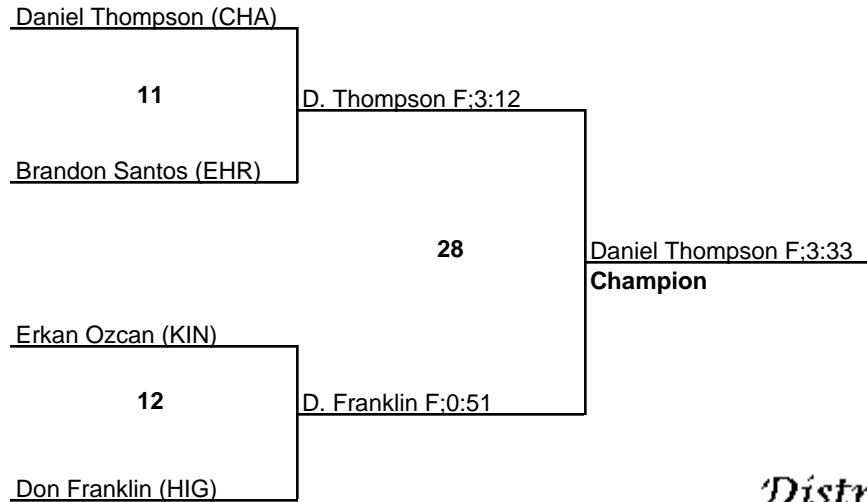 Daniel Thompson (CHA)
11
D. Thompson F;3:12
Brandon Santos (EHR)
28
Daniel Thompson F;3:33
Champion
Erkan Ozcan (KIN)
12
D. Franklin F;0:51
Don Franklin (HIG)